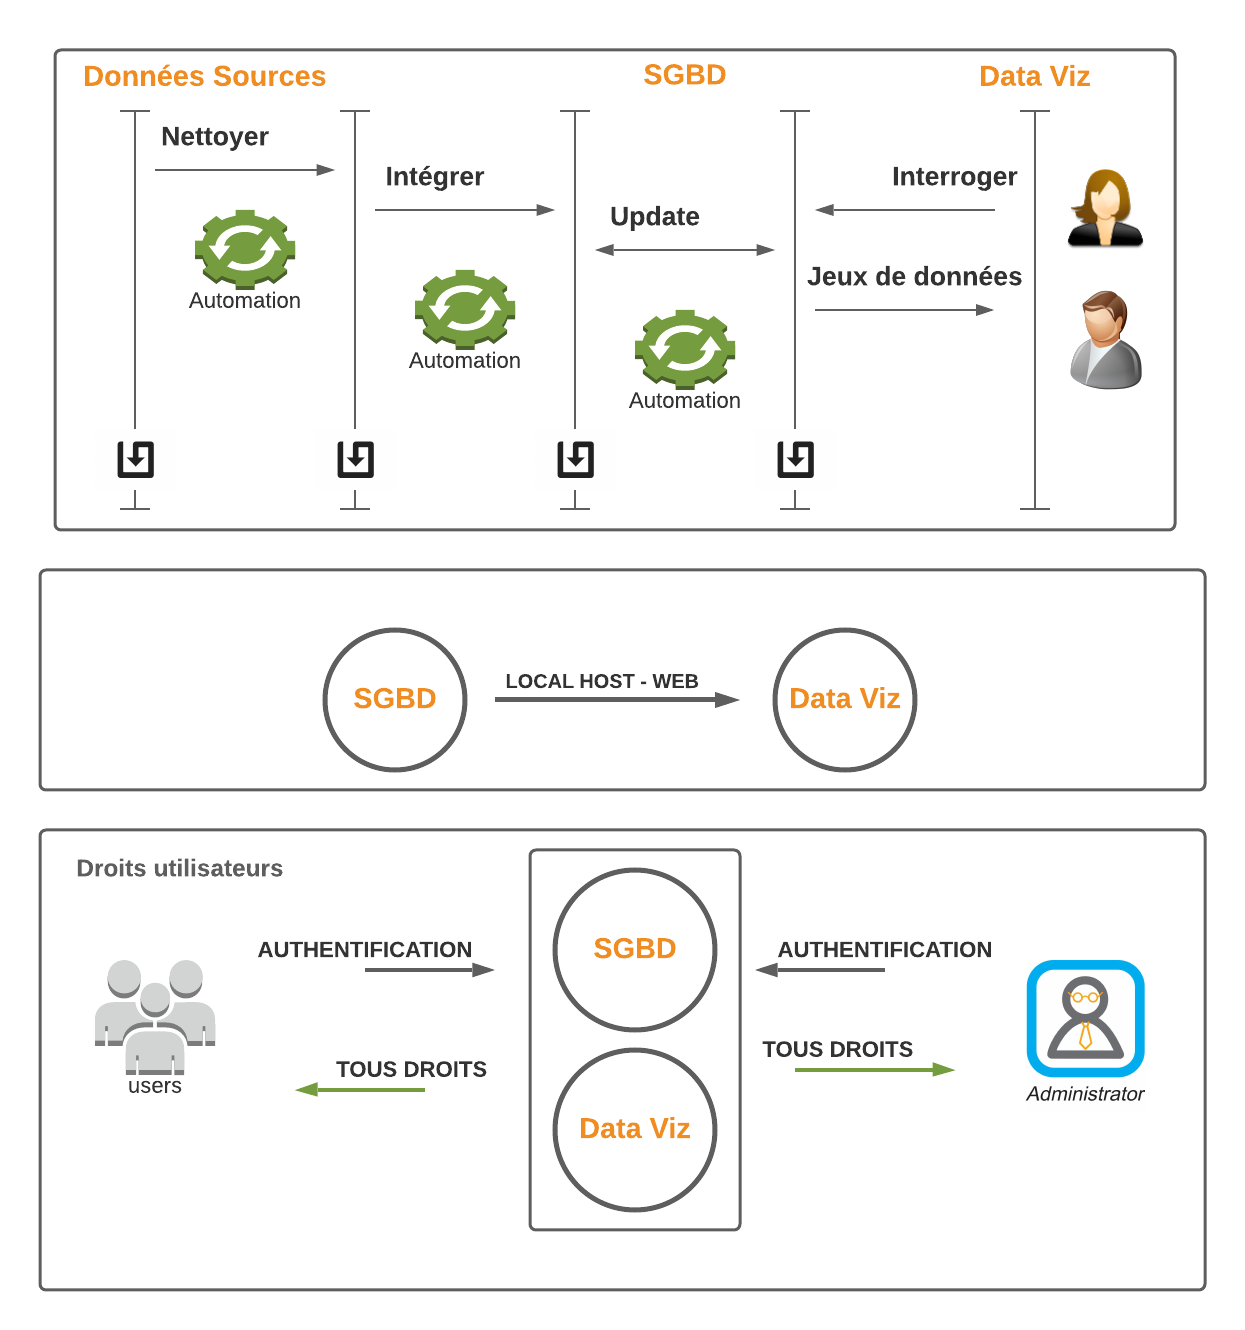 Données Sources
SGBD
Data Viz
Nettoyer
Intégrer
Interroger
Update
Jeux de données
Automation
Automation
Automation
LOCAL HOST - WEB
SGBD
Data Viz
Droits utilisateurs
AUTHENTIFICATION
SGBD
AUTHENTIFICATION
TOUS DROITS
TOUS DROITS
users
Administrator
Data Viz